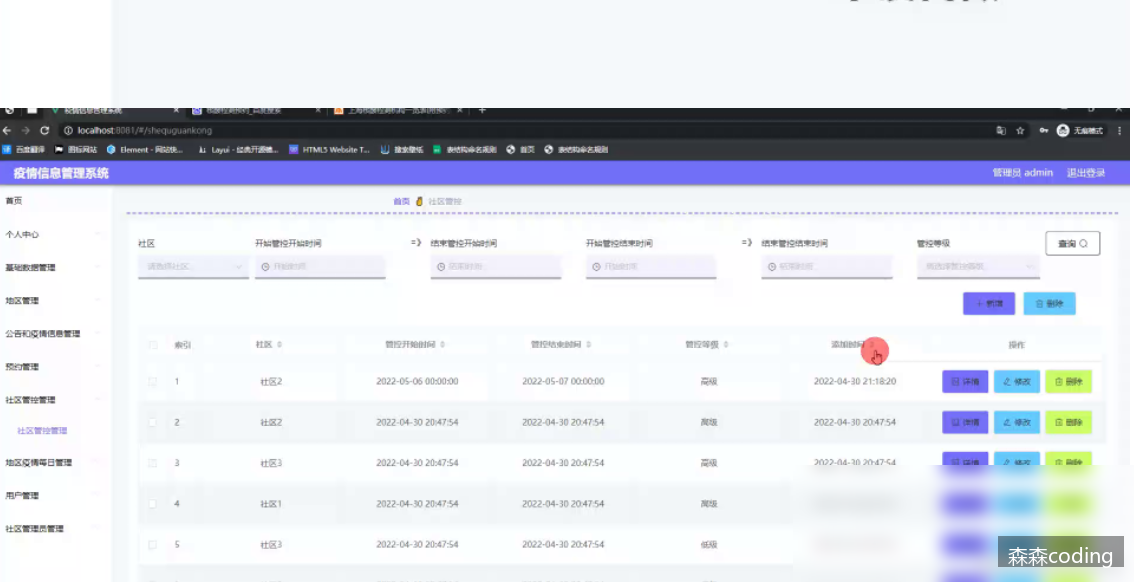 疫情信息管理系统
localhost:8081/#/shequguankong
无痕模式
百度翻译 图标网站 Element - 网站快... Layui - 经典开源模... HTML5 Website T... 搜索壁纸 表结构命名规则 首页 表结构命名规则
疫情信息管理系统 管理员 admin 退出登录
首页 社区管控
首页
个人中心
基础数据管理
地区管理
公告和疫情信息管理
预约管理
社区管控管理
社区管控管理
地区疫情每日管理
用户管理
社区管理员管理
社区 开始管控开始时间 =》 结束管控开始时间 开始管控结束时间 =》 结束管控结束时间 管控等级
请选择社区 开始时间 结束时间 开始时间 结束时间 查询
+ 新增 删除
索引 社区 管控开始时间 管控结束时间 管控等级 添加时间 操作
1 社区2 2022-05-06 00:00:00 2022-05-07 00:00:00 高级 2022-04-30 21:18:20 详情 修改 删除
2 社区2 2022-04-30 20:47:54 2022-04-30 20:47:54 高级 2022-04-30 20:47:54 详情 修改 删除
3 社区3 2022-04-30 20:47:54 2022-04-30 20:47:54 高级 2022-04-30 20:47:54 详情 修改 删除
4 社区1 2022-04-30 20:47:54 2022-04-30 20:47:54 高级
5 社区3 2022-04-30 20:47:54 2022-04-30 20:47:54 低级
森森coding